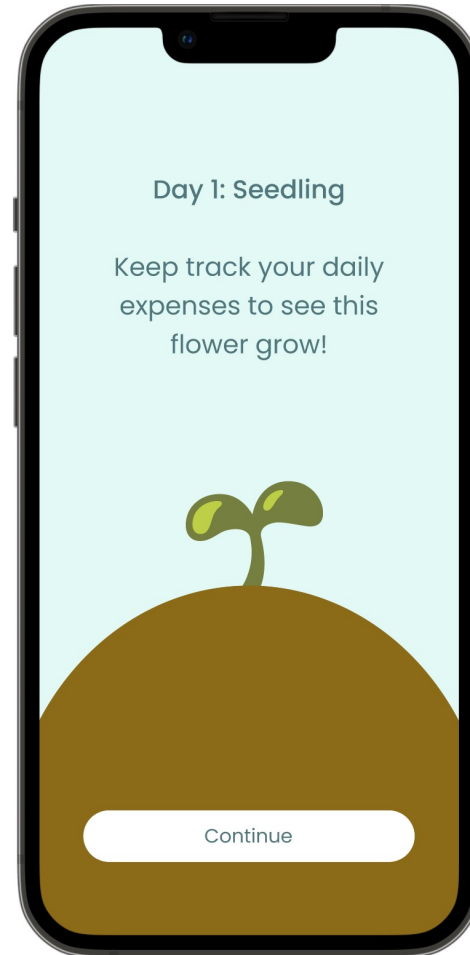 Day 1: Seedling
Keep track your daily
expenses to see this
flower grow!
Continue